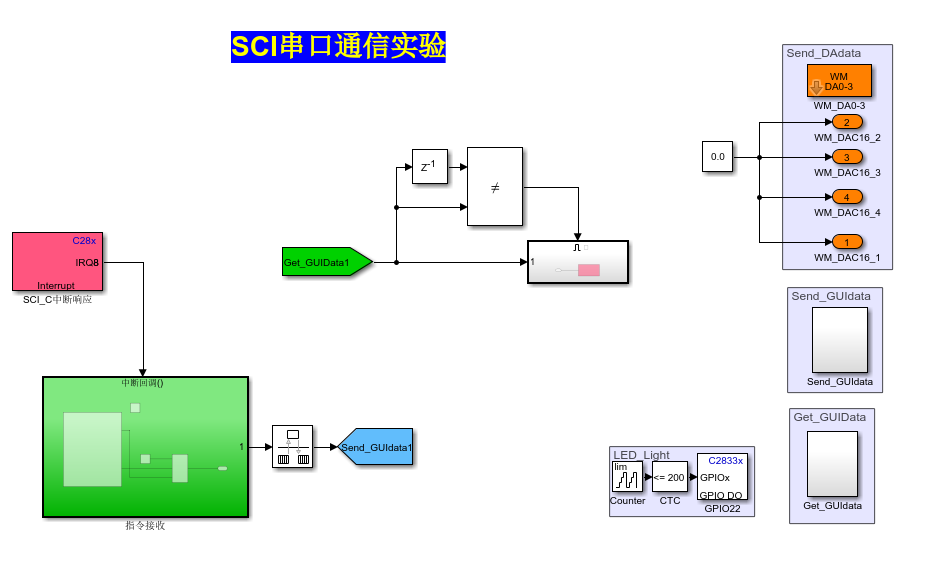 SCI串口通信实验
Send_DAdata
WM
DA0-3
WM_DA0-3
2
WM_DAC16_2
0.0
3
WM_DAC16_3
4
WM_DAC16_4
1
WM_DAC16_1
z-1
≠
Get_GUIData1
1
C28x
IRQ8
Interrupt
SCI_C中断响应
Send_GUIdata
Send_GUIdata
中断回调()
1
Send_GUIdata1
指令接收
LED_Light
lim
Counter
<= 200
CTC
C2833x
GPIOx
GPIO DO
GPIO22
Get_GUIData
Get_GUIdata